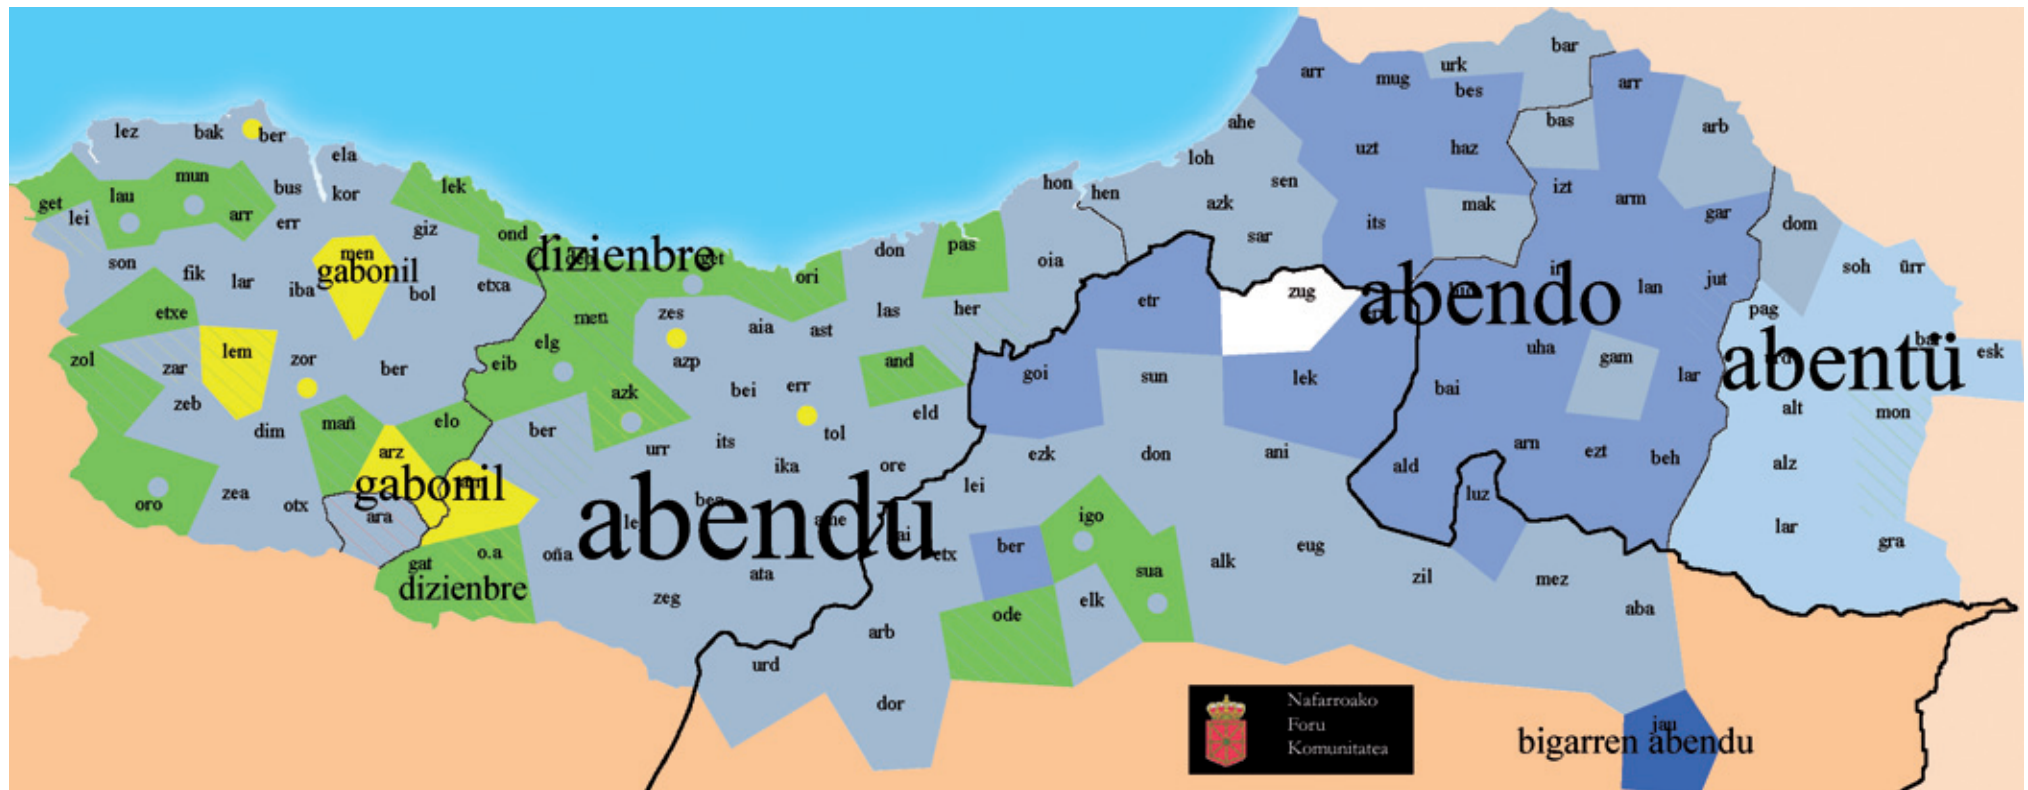 bar
urk
arr
mug
bes
arr
lez
bak
ber
ahe
bas
arb
ela
loh
uzt
haz
mun
lau
bus
kor
lek
hon
hen
sen
izt
arm
get
lei
arr
err
giz
azk
mak
gar
ond
sar
its
dom
men
dizienbre
get
don
pas
oia
son
fik
lar
iba
gabonil
bol
etxa
ori
zug
abendo
lan
jut
soh
ürr
etxe
men
zes
aia
ast
las
her
etr
pag
zol
zar
lem
zor
ber
elg
eib
azp
and
goi
sun
lek
uha
gam
bai
lar
abentü
esk
zeb
dim
mañ
elo
azk
bei
err
eld
alt
mon
arz
ber
urr
its
tol
ezk
don
ani
arn
ezt
beh
ald
alz
oro
zea
otx
gabonil
ara
ika
ore
lei
luz
abendu
igo
lar
gra
gat
o.a
oña
etx
ber
eug
dizienbre
zeg
ata
sua
alk
zil
mez
ode
elk
aba
arb
urd
dor
Nafarroako
Foru
Komunitatea
jau
bigarren abendu